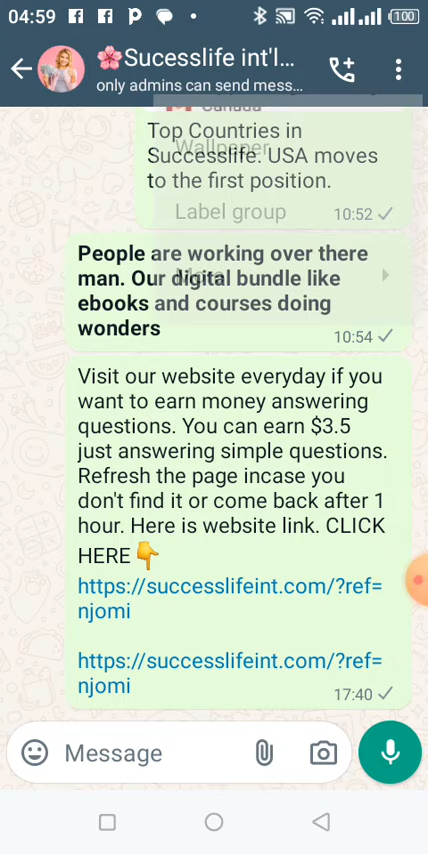 04:59
100
🌸Sucesslife int'l...
only admins can send mess...
Canada
Top Countries in
Successlife. USA moves
to the first position.
10:52
Wallpaper
Label group
More
People are working over there
man. Our digital bundle like
ebooks and courses doing
wonders
10:54
Visit our website everyday if you
want to earn money answering
questions. You can earn $3.5
just answering simple questions.
Refresh the page incase you
don't find it or come back after 1
hour. Here is website link. CLICK
HERE👇
https://successlifeint.com/?ref=
njomi
https://successlifeint.com/?ref=
njomi
17:40
Message